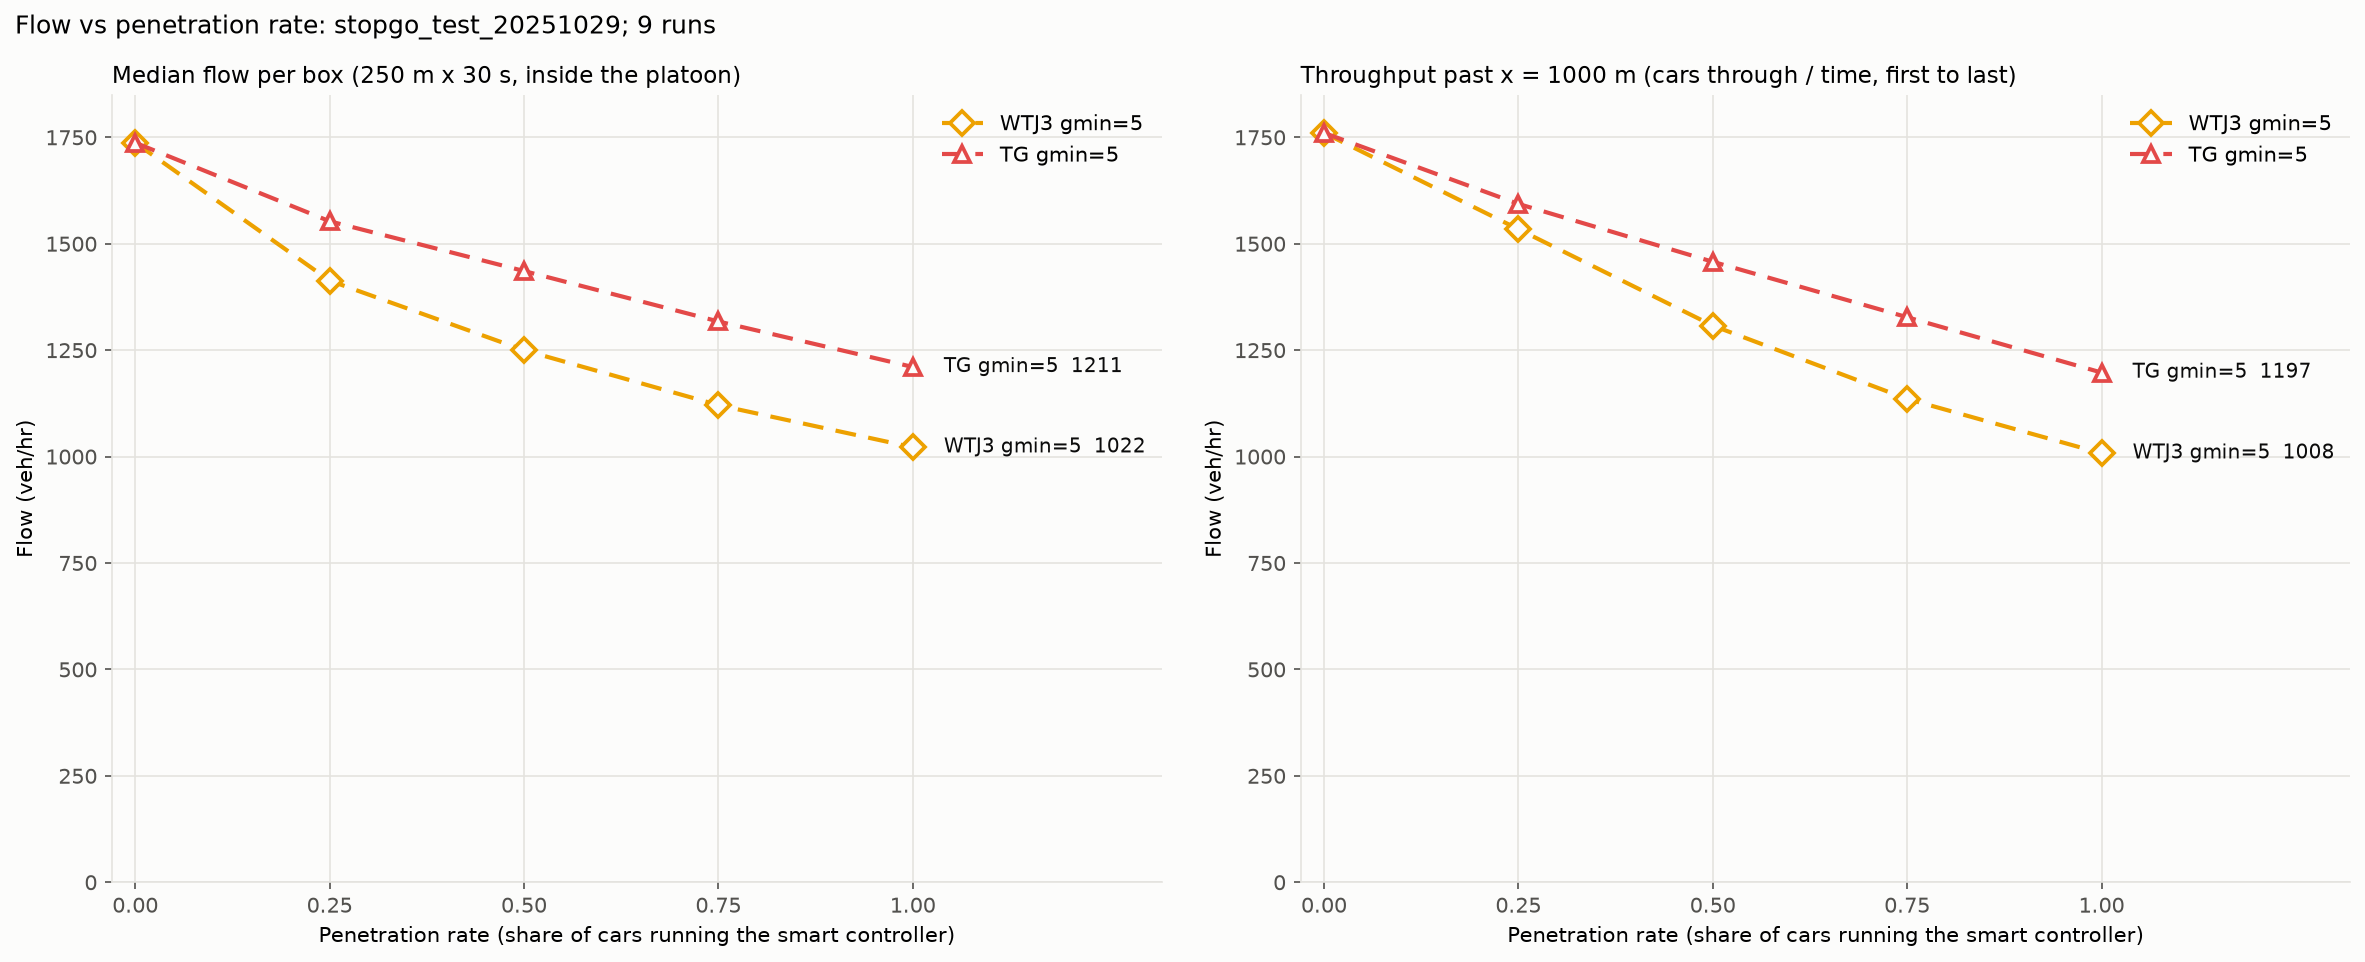 Flow vs penetration rate: stopgo_test_20251029; 9 runs
Median flow per box (250 m x 30 s, inside the platoon)
WTJ3 gmin=5
TG gmin=5
1750
1500
1250
1000
750
500
250
0
Flow (veh/hr)
TG gmin=5 1211
WTJ3 gmin=5 1022
0.00 0.25 0.50 0.75 1.00
Penetration rate (share of cars running the smart controller)
Throughput past x = 1000 m (cars through / time, first to last)
WTJ3 gmin=5
TG gmin=5
1750
1500
1250
1000
750
500
250
0
Flow (veh/hr)
TG gmin=5 1197
WTJ3 gmin=5 1008
0.00 0.25 0.50 0.75 1.00
Penetration rate (share of cars running the smart controller)